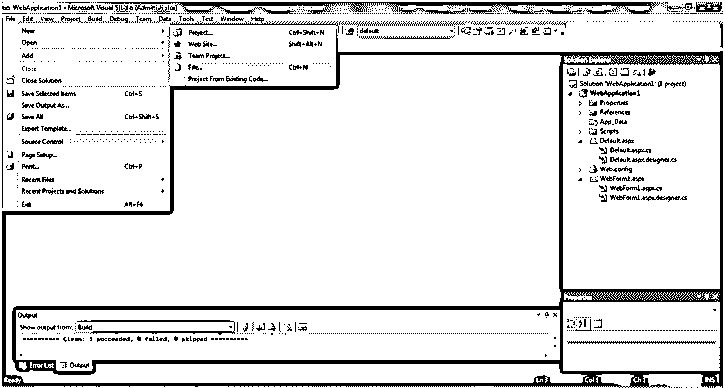 WebApplication1 - Microsoft Visual Studio (Administrator)
File Edit View Project Build Debug Team Data Tools Test Window Help
New
Open
Add
Close
Close Solution
Save Selected Items Ctrl+S
Save Output As...
Save All Ctrl+Shift+S
Export Template...
Source Control
Page Setup...
Print... Ctrl+P
Recent Files
Recent Projects and Solutions
Exit Alt+F4
Project... Ctrl+Shift+N
Web Site... Shift+Alt+N
Team Project...
File... Ctrl+N
Project From Existing Code...
default
Solution Explorer
Solution 'WebApplication1' (1 project)
WebApplication1
Properties
References
App_Data
Scripts
Default.aspx
Default.aspx.cs
Default.aspx.designer.cs
Web.config
WebForm1.aspx
WebForm1.aspx.cs
WebForm1.aspx.designer.cs
Properties
Output
Show output from: Build
========== Clean: 1 succeeded, 0 failed, 0 skipped ==========
Error List Output
Ready Ln 3 Col 1 Ch 1 INS